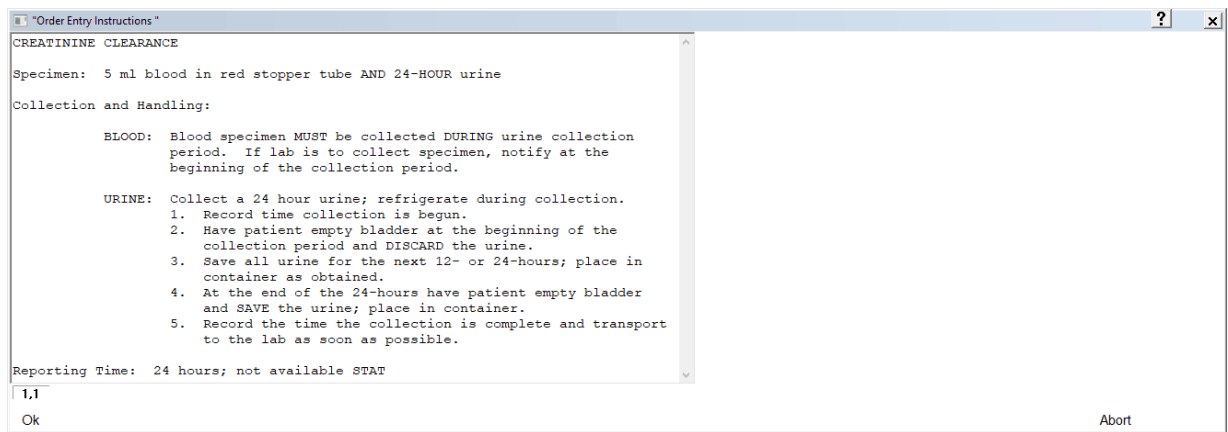 "Order Entry Instructions "
? x
CREATININE CLEARANCE
Specimen: 5 ml blood in red stopper tube AND 24-HOUR urine
Collection and Handling:
BLOOD: Blood specimen MUST be collected DURING urine collection
period. If lab is to collect specimen, notify at the
beginning of the collection period.
URINE: Collect a 24 hour urine; refrigerate during collection.
1. Record time collection is begun.
2. Have patient empty bladder at the beginning of the
collection period and DISCARD the urine.
3. Save all urine for the next 12- or 24-hours; place in
container as obtained.
4. At the end of the 24-hours have patient empty bladder
and SAVE the urine; place in container.
5. Record the time the collection is complete and transport
to the lab as soon as possible.
Reporting Time: 24 hours; not available STAT
1,1
Ok Abort